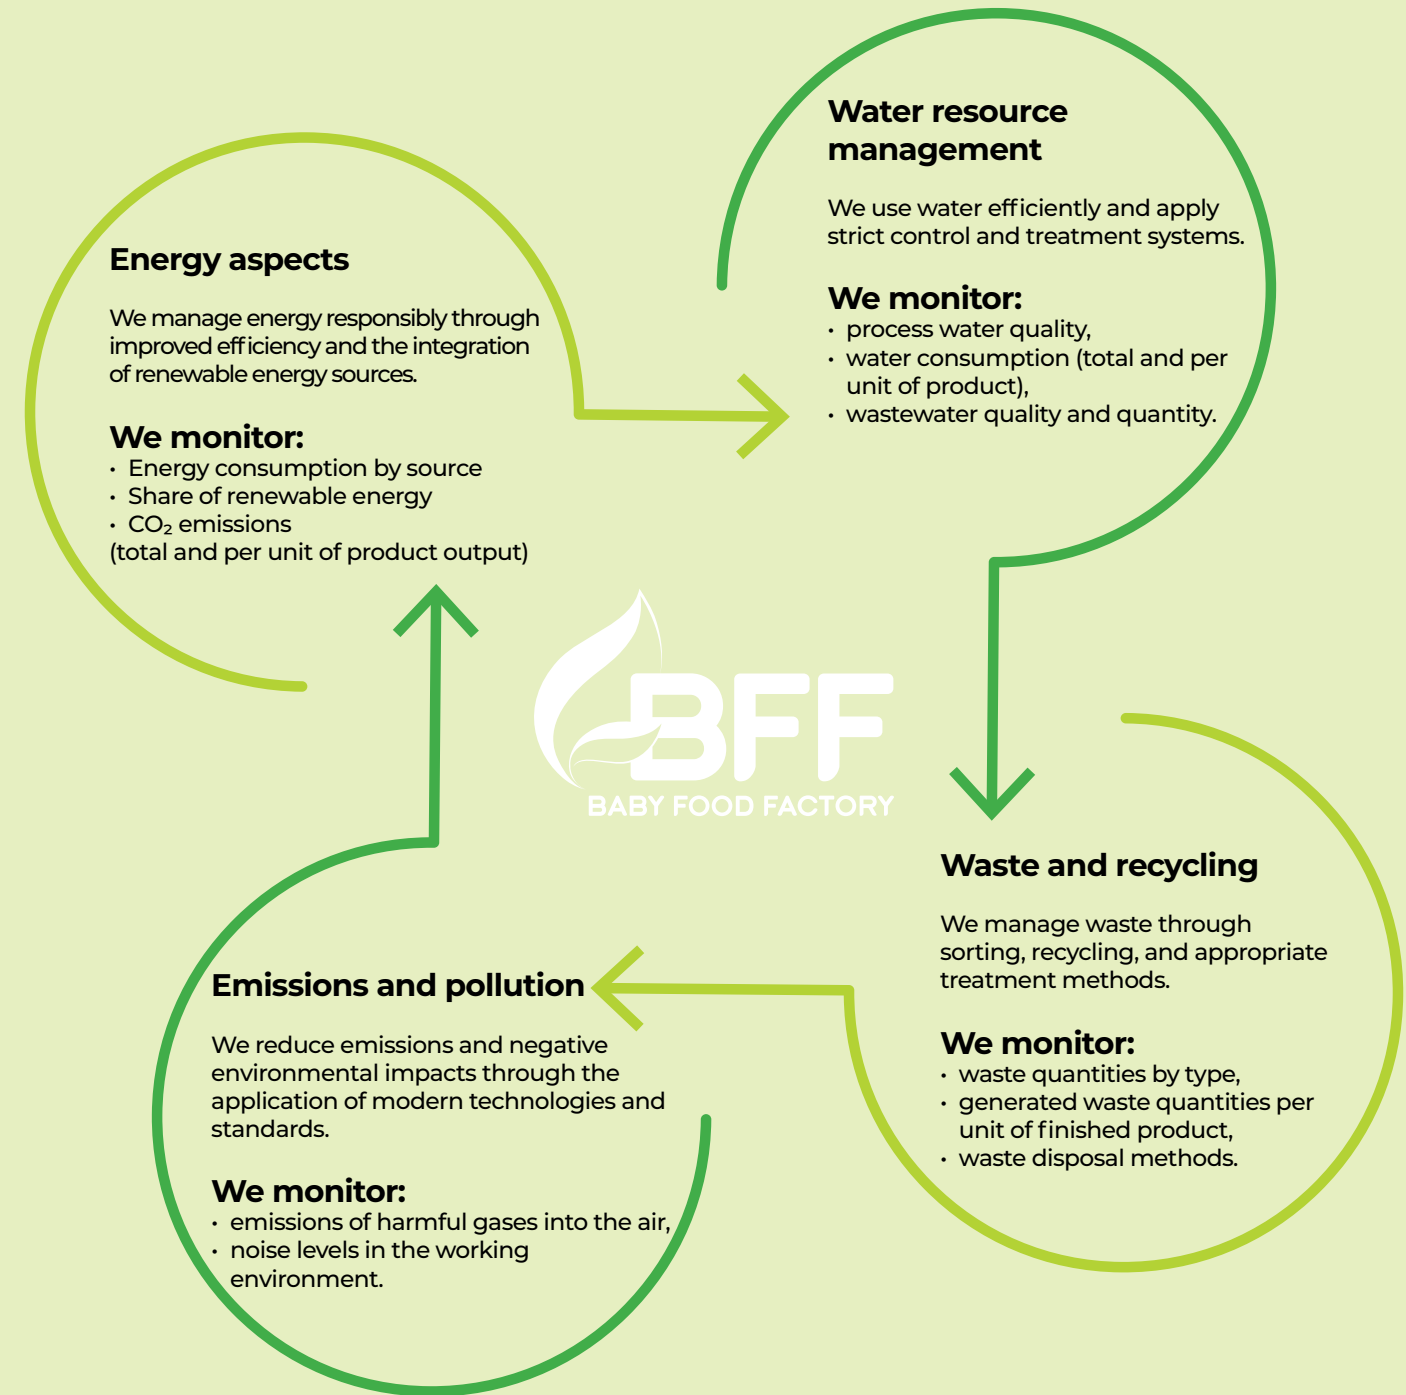 Energy aspects
We manage energy responsibly through
improved efficiency and the integration
of renewable energy sources.
We monitor:
• Energy consumption by source
• Share of renewable energy
• CO₂ emissions
(total and per unit of product output)
Water resource
management
We use water efficiently and apply
strict control and treatment systems.
We monitor:
• process water quality,
• water consumption (total and per
unit of product),
• wastewater quality and quantity.
BFF
BABY FOOD FACTORY
Waste and recycling
We manage waste through
sorting, recycling, and appropriate
treatment methods.
We monitor:
• waste quantities by type,
• generated waste quantities per
unit of finished product,
• waste disposal methods.
Emissions and pollution
We reduce emissions and negative
environmental impacts through the
application of modern technologies and
standards.
We monitor:
• emissions of harmful gases into the air,
• noise levels in the working
environment.